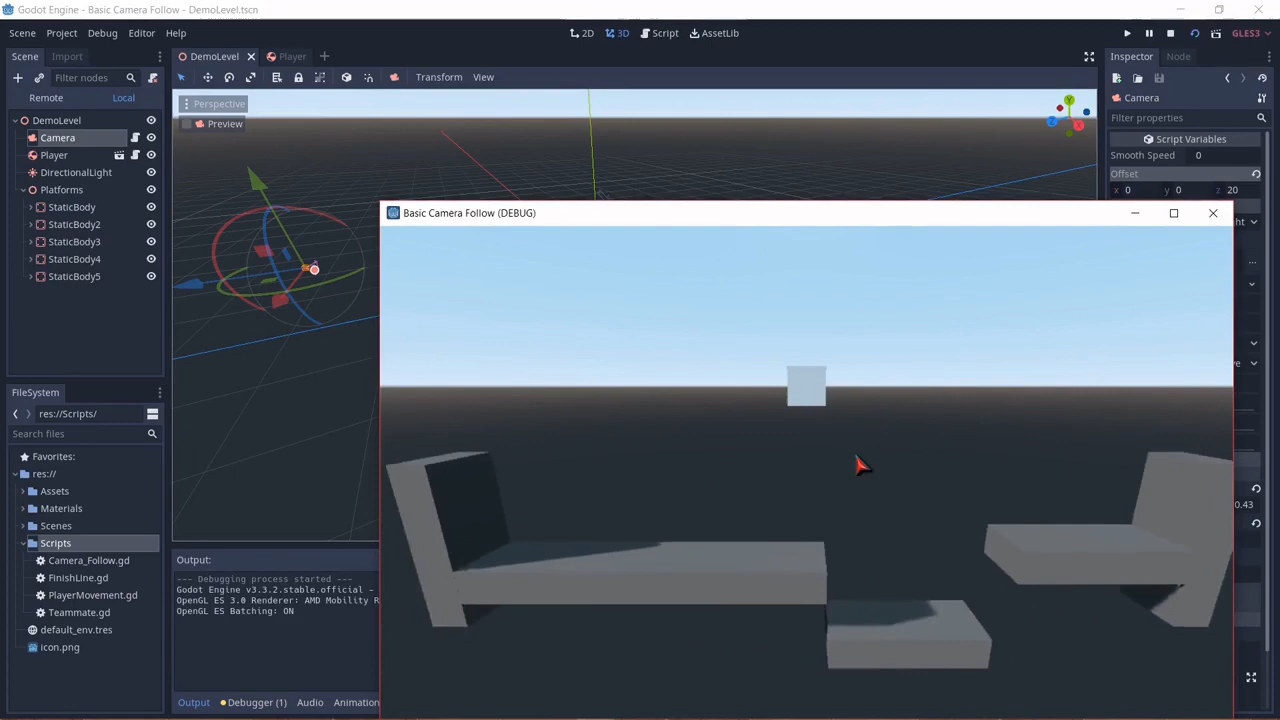 Godot Engine - Basic Camera Follow - DemoLevel.tscn
Scene Project Debug Editor Help
2D 3D Script AssetLib
GLES3
Scene Import
DemoLevel Player
Inspector Node
Filter nodes
Transform View
Remote Local
Perspective
Camera
Preview
Filter properties
DemoLevel
Camera
Script Variables
Player
Smooth Speed 0
DirectionalLight
Offset
Platforms
x 0 y 0 z 20
StaticBody
Basic Camera Follow (DEBUG)
StaticBody2
StaticBody3
StaticBody4
StaticBody5
FileSystem
res://Scripts/
Search files
Favorites:
res://
Assets
Materials
0.43
Scenes
Scripts
Output:
Camera_Follow.gd
--- Debugging process started ---
FinishLine.gd
Godot Engine v3.3.2.stable.official -
PlayerMovement.gd
OpenGL ES 3.0 Renderer: AMD Mobility R
Teammate.gd
OpenGL ES Batching: ON
default_env.tres
icon.png
Output Debugger (1) Audio Animation